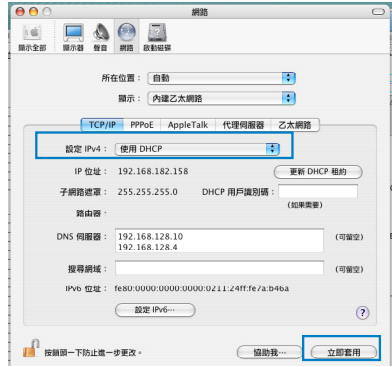 網路
顯示全部 顯示器 聲音 網路 啟動磁碟
所在位置： 自動
顯示： 內建乙太網路
TCP/IP PPPoE AppleTalk 代理伺服器 乙太網路
設定 IPv4： 使用 DHCP
IP 位址： 192.168.182.158 更新 DHCP 租約
子網路遮罩： 255.255.255.0 DHCP 用戶識別碼：
(如果需要)
路由器：
DNS 伺服器： 192.168.128.10 (可留空)
192.168.128.4
搜尋網域： (可留空)
IPv6 位址： fe80:0000:0000:0000:0211:24ff:fe7a:b46a
設定 IPv6⋯ ?
按鎖頭一下防止進一步更改。 協助我⋯ 立即套用